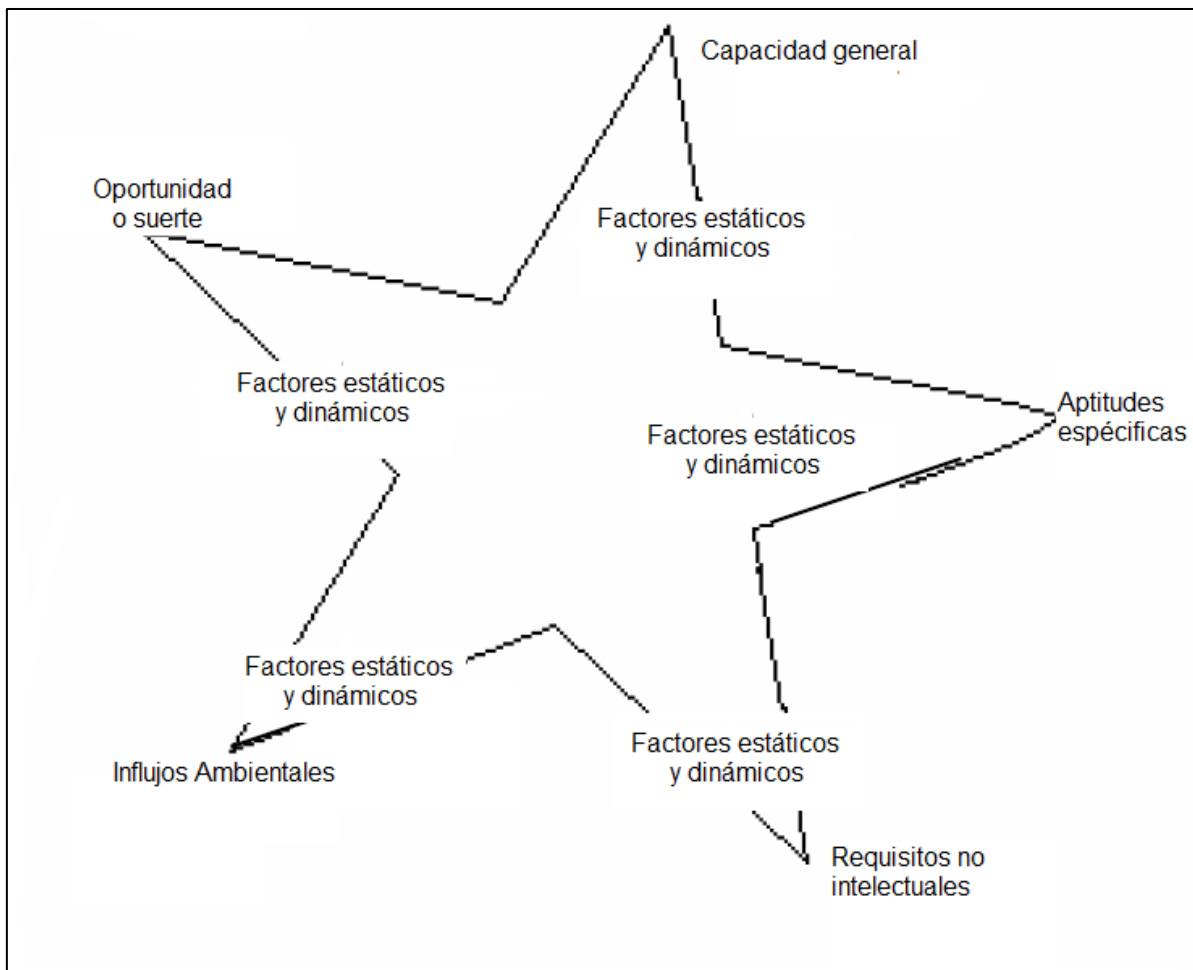 Capacidad general
Oportunidad
o suerte
Factores estáticos
y dinámicos
Factores estáticos
y dinámicos
Aptitudes
espécificas
Factores estáticos
y dinámicos
Factores estáticos
y dinámicos
Influjos Ambientales
Factores estáticos
y dinámicos
Requisitos no
intelectuales